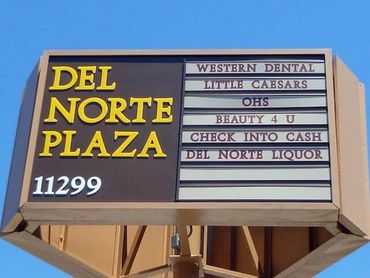 DEL
NORTE
PLAZA
11299
WESTERN DENTAL
LITTLE CAESARS
OHS
BEAUTY 4 U
CHECK INTO CASH
DEL NORTE LIQUOR